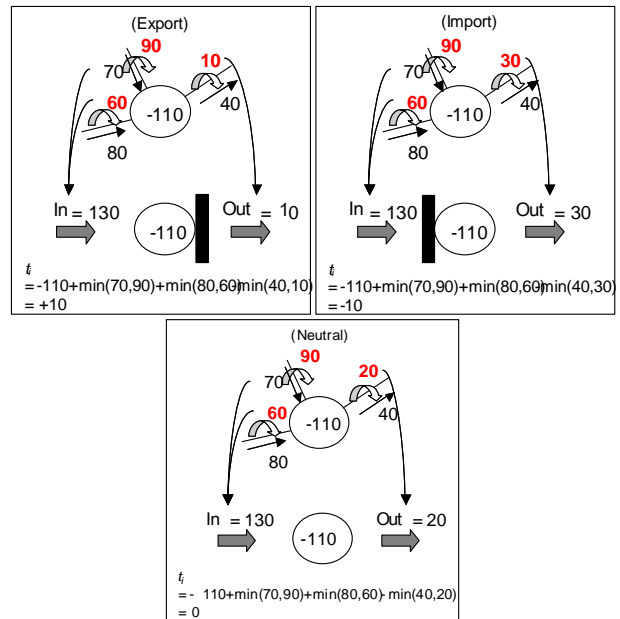 (Export)
90
10
70
60
-110
40
80
In = 130
-110
Out = 10
tᵢ
= -110+min(70,90)+min(80,60)-min(40,10)
= +10
(Import)
90
30
70
60
-110
40
80
In = 130
-110
Out = 30
tᵢ
= -110+min(70,90)+min(80,60)-min(40,30)
= -10
(Neutral)
90
20
70
60
-110
40
80
In = 130
-110
Out = 20
tᵢ
= - 110+min(70,90)+min(80,60)- min(40,20)
= 0